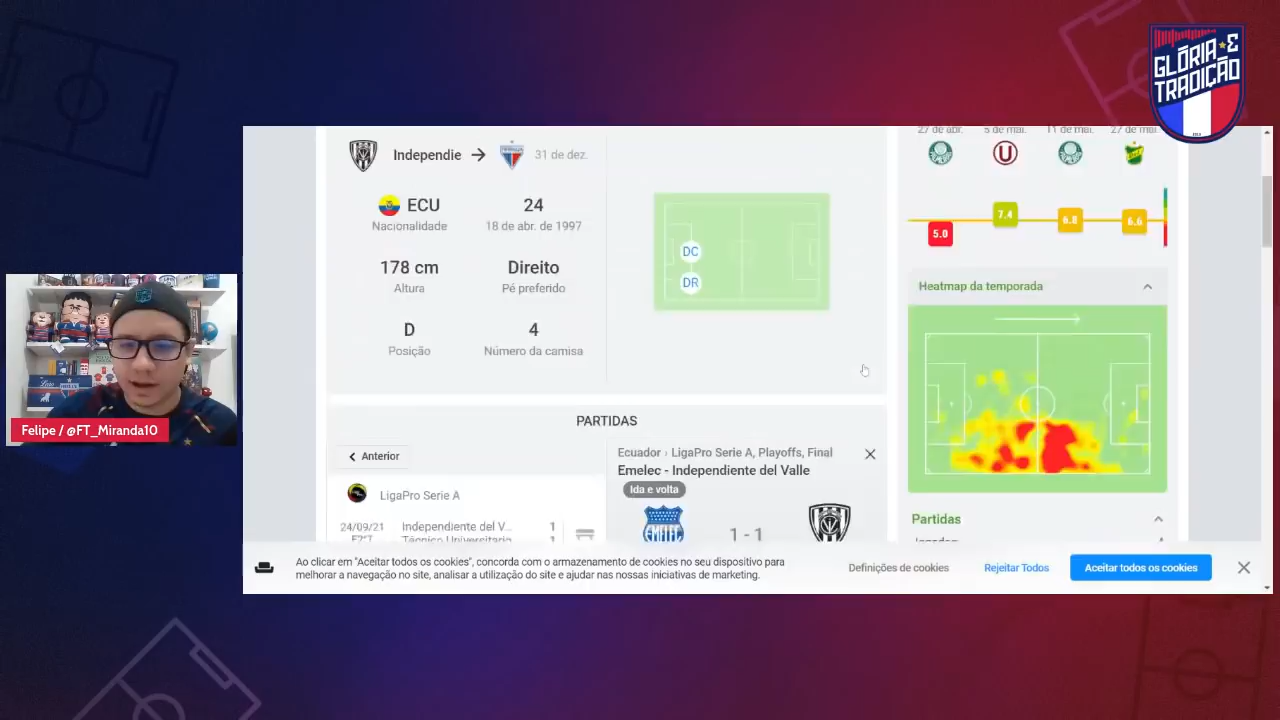 GLÓRIA E
TRADIÇÃO
27 de abr.
5 de mai.
11 de mai.
27 de mai.
U
Independie
31 de dez.
ECU
Nacionalidade
24
18 de abr. de 1997
178 cm
Altura
Direito
Pé preferido
D
Posição
4
Número da camisa
DC
DR
5.0
7.4
6.8
6.6
Heatmap da temporada
Felipe / @FT_Miranda10
PARTIDAS
Anterior
LigaPro Serie A
24/09/21
Independiente del V...
1
Técnico Universitario
1
Ecuador › LigaPro Serie A, Playoffs, Final
Emelec - Independiente del Valle
Ida e volta
EMELEC
1 - 1
Partidas
Ao clicar em "Aceitar todos os cookies", concorda com o armazenamento de cookies no seu dispositivo para
melhorar a navegação no site, analisar a utilização do site e ajudar nas nossas iniciativas de marketing.
Definições de cookies
Rejeitar Todos
Aceitar todos os cookies